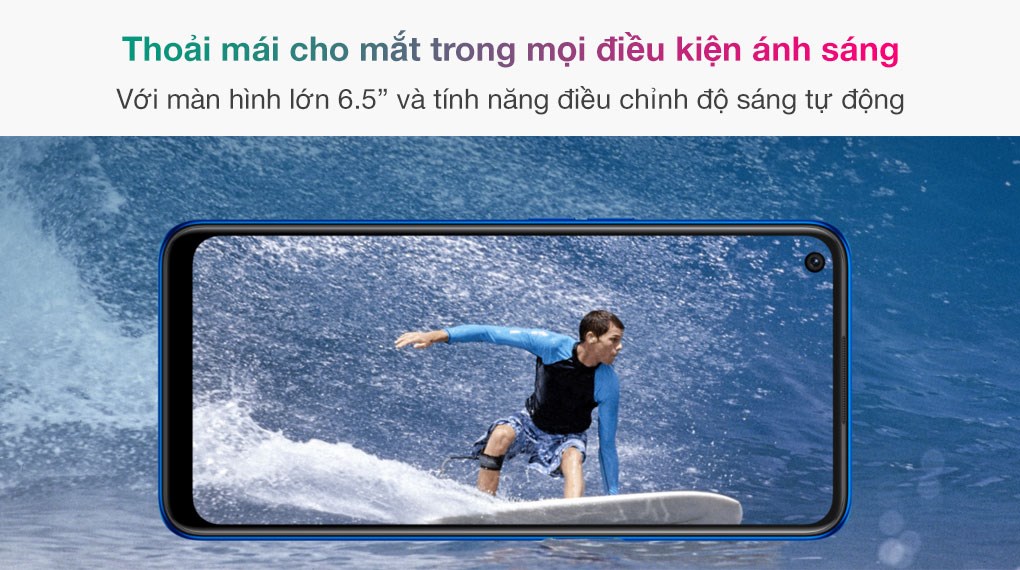 Thoải mái cho mắt trong mọi điều kiện ánh sáng
Với màn hình lớn 6.5” và tính năng điều chỉnh độ sáng tự động